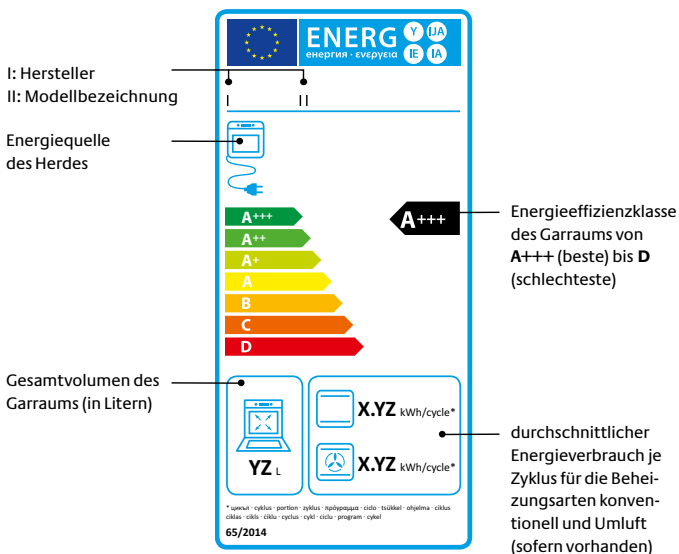 ENERG Y IJA
енергия · ενεργεια IE IA
I: Hersteller
II: Modellbezeichnung
I II
Energiequelle
des Herdes
A+++
A++
A+
A
B
C
D
A+++
Energieeffizienzklasse
des Garraums von
A+++ (beste) bis D
(schlechteste)
Gesamtvolumen des
Garraums (in Litern)
YZ L
X.YZ kWh/cycle*
X.YZ kWh/cycle*
durchschnittlicher
Energieverbrauch je
Zyklus für die Behei-
zungsarten konven-
tionell und Umluft
(sofern vorhanden)
* цикъл · cyklus · portion · zyklus · πρόγραμμα · ciclo · tsükkel · ohjelma · ciklus
ciklas · cikls · ċiklu · cyclus · cykl · ciclu · program · cykel
65/2014